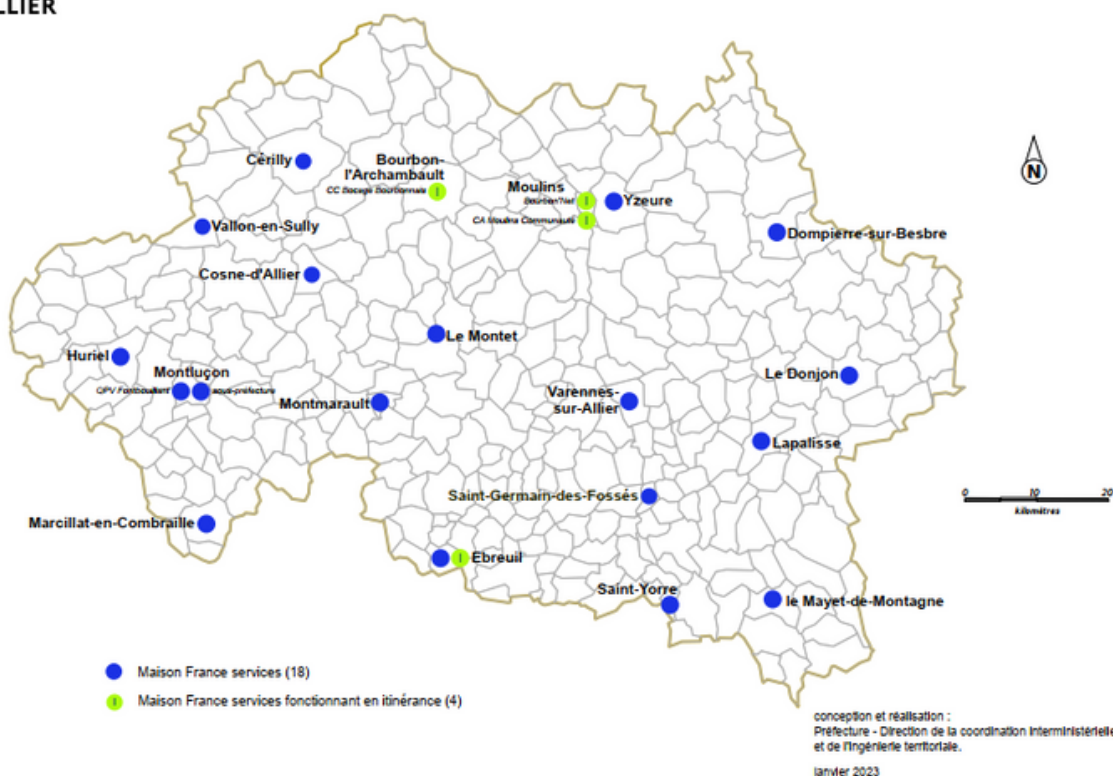 LLIER
Cérilly
Bourbon-
l'Archambault
CC Bocage Bourbonnais
Moulins
Bourbon'Net
CA Moulins Communauté
Yzeure
Vallon-en-Sully
Dompierre-sur-Besbre
Cosne-d'Allier
Le Montet
Huriel
Montluçon
QPV Fontbouillant
sous-préfecture
Montmarault
Varennes-
sur-Allier
Le Donjon
Lapalisse
Saint-Germain-des-Fossés
Marcillat-en-Combraille
Ebreuil
Saint-Yorre
le Mayet-de-Montagne
N
0 10 20
kilomètres
Maison France services (18)
I Maison France services fonctionnant en itinérance (4)
conception et réalisation :
Préfecture - Direction de la coordination interministérielle
et de l'ingénierie territoriale.
janvier 2023